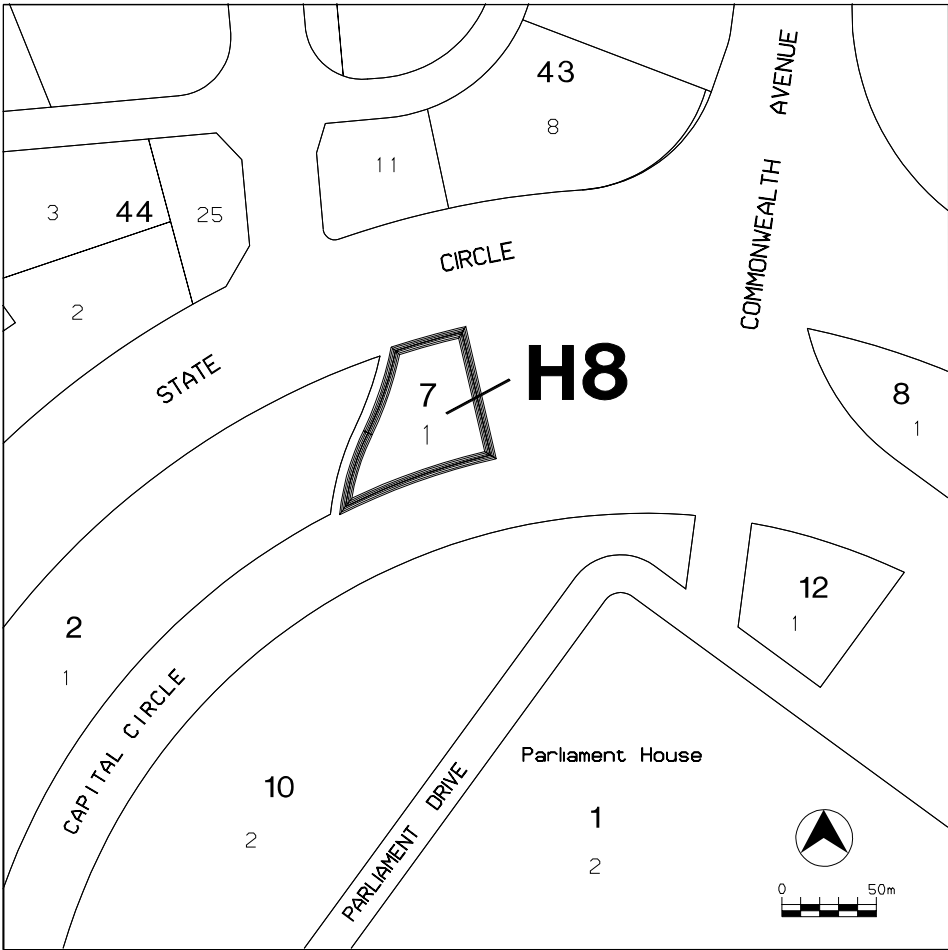 43
8
AVENUE
11
3
44
25
COMMONWEALTH
CIRCLE
2
STATE
H8
7
1
8
1
12
1
2
1
CAPITAL CIRCLE
Parliament House
10
2
PARLIAMENT DRIVE
1
2
0 50m